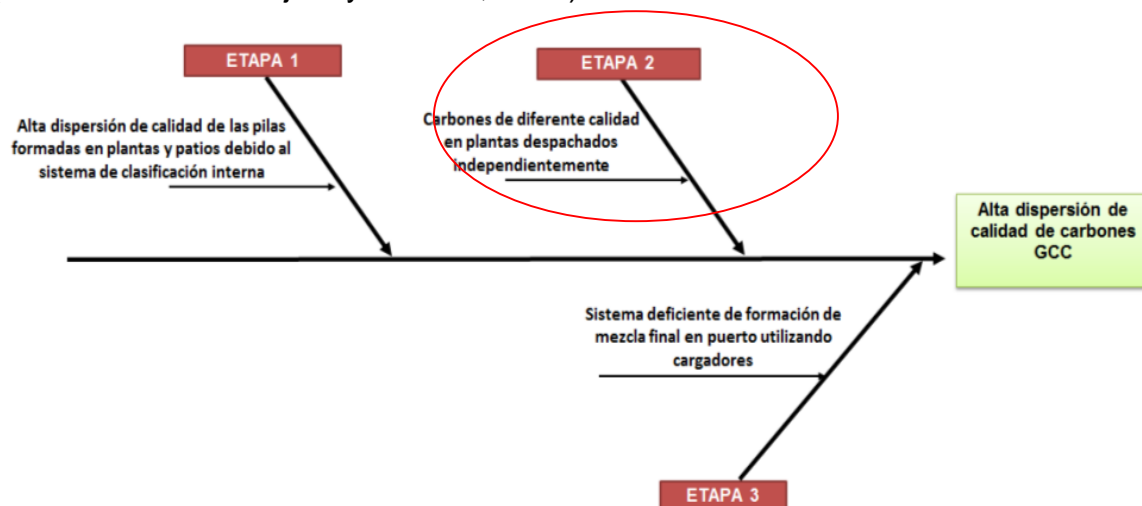 ETAPA 1
ETAPA 2
Alta dispersión de calidad de las pilas
formadas en plantas y patios debido al
sistema de clasificación interna
Carbones de diferente calidad
en plantas despachados
independientemente
Alta dispersión de
calidad de carbones
GCC
Sistema deficiente de formación de
mezcla final en puerto utilizando
cargadores
ETAPA 3